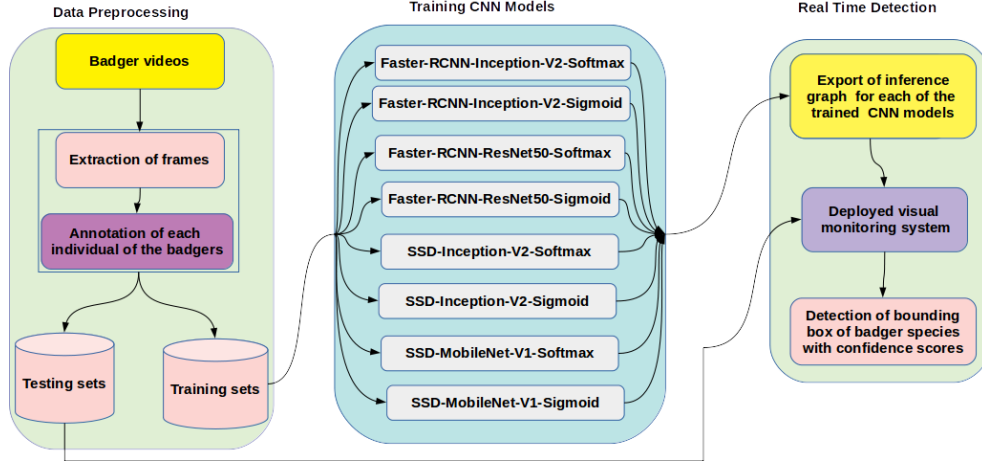 Data Preprocessing
Badger videos
Extraction of frames
Annotation of each
individual of the badgers
Testing sets
Training sets
Training CNN Models
Faster-RCNN-Inception-V2-Softmax
Faster-RCNN-Inception-V2-Sigmoid
Faster-RCNN-ResNet50-Softmax
Faster-RCNN-ResNet50-Sigmoid
SSD-Inception-V2-Softmax
SSD-Inception-V2-Sigmoid
SSD-MobileNet-V1-Softmax
SSD-MobileNet-V1-Sigmoid
Real Time Detection
Export of inference
graph for each of the
trained CNN models
Deployed visual
monitoring system
Detection of bounding
box of badger species
with confidence scores